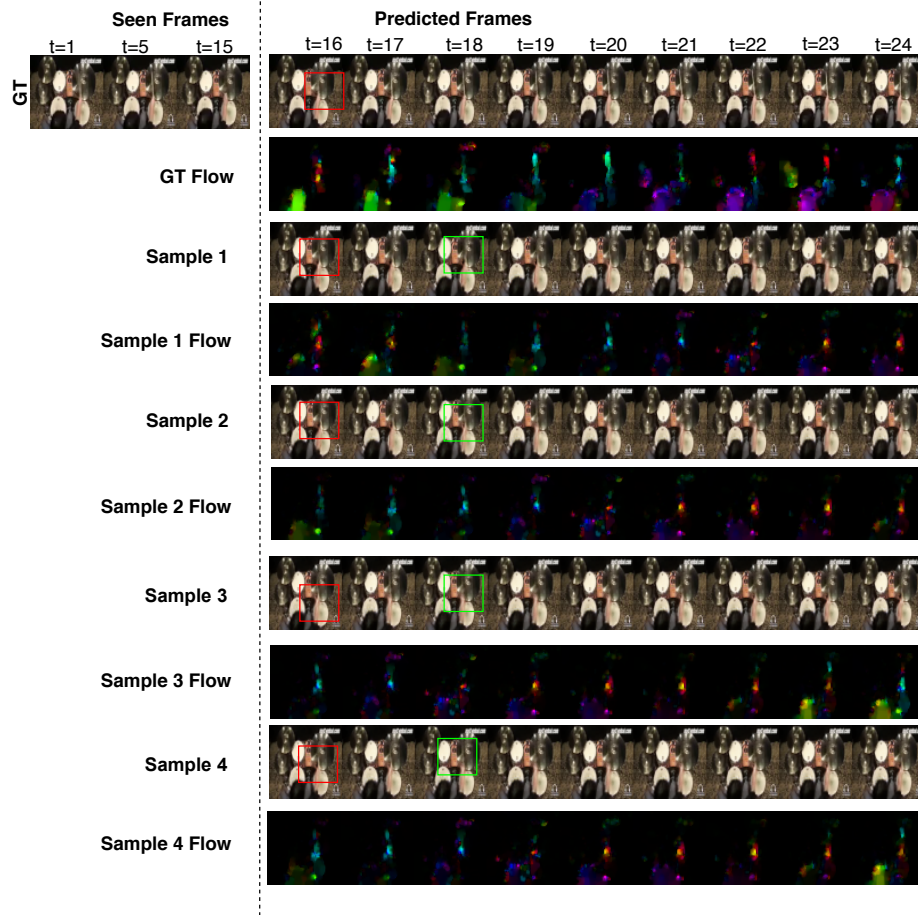 Seen Frames
Predicted Frames
t=1 t=5 t=15
t=16 t=17 t=18 t=19 t=20 t=21 t=22 t=23 t=24
GT
GT Flow
Sample 1
Sample 1 Flow
Sample 2
Sample 2 Flow
Sample 3
Sample 3 Flow
Sample 4
Sample 4 Flow